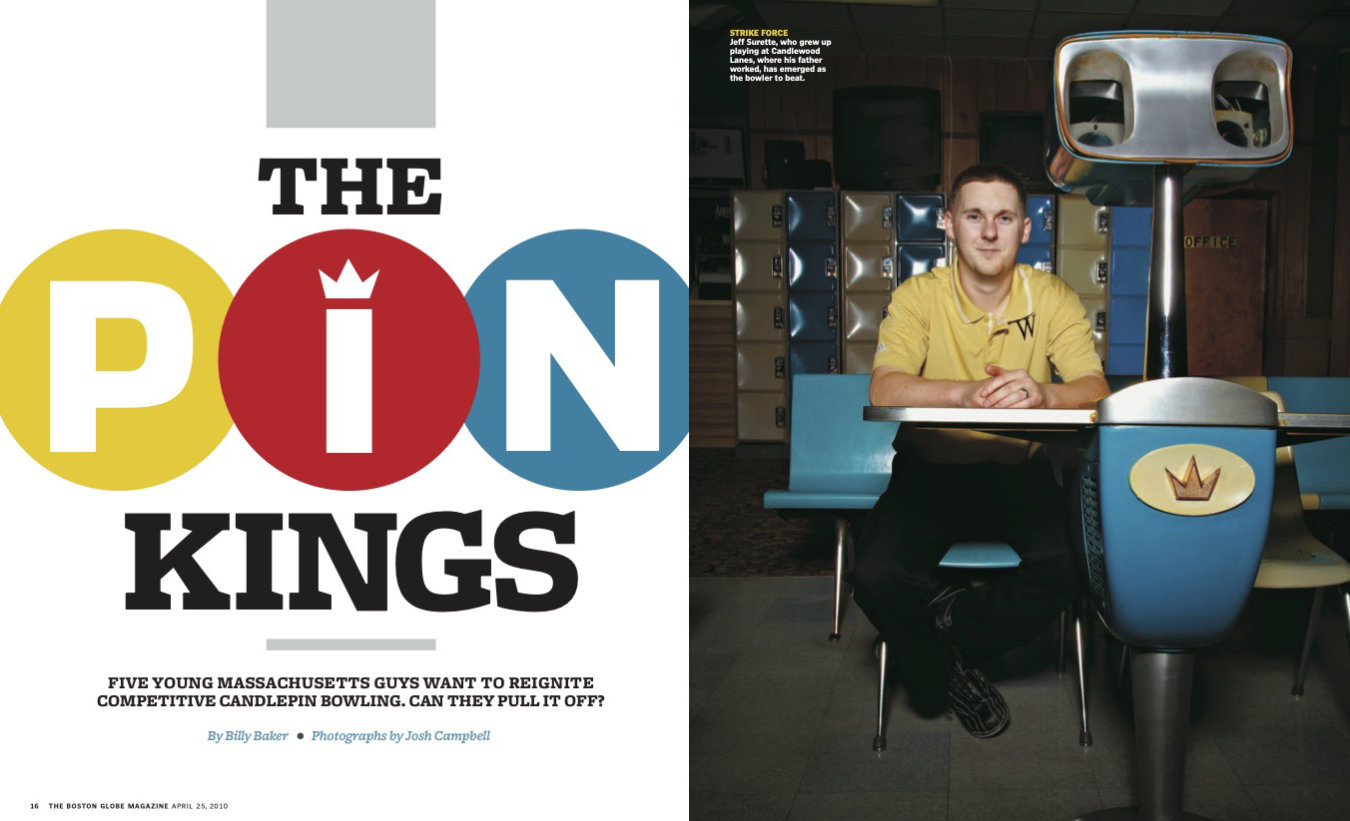 THE
PIN
KINGS
FIVE YOUNG MASSACHUSETTS GUYS WANT TO REIGNITE
COMPETITIVE CANDLEPIN BOWLING. CAN THEY PULL IT OFF?
By Billy Baker ● Photographs by Josh Campbell
16 THE BOSTON GLOBE MAGAZINE APRIL 25, 2010
STRIKE FORCE
Jeff Surette, who grew up
playing at Candlewood
Lanes, where his father
worked, has emerged as
the bowler to beat.
OFFICE
W